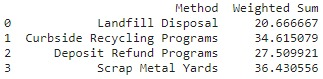 Method Weighted Sum
0 Landfill Disposal 20.666667
1 Curbside Recycling Programs 34.615079
2 Deposit Refund Programs 27.509921
3 Scrap Metal Yards 36.430556